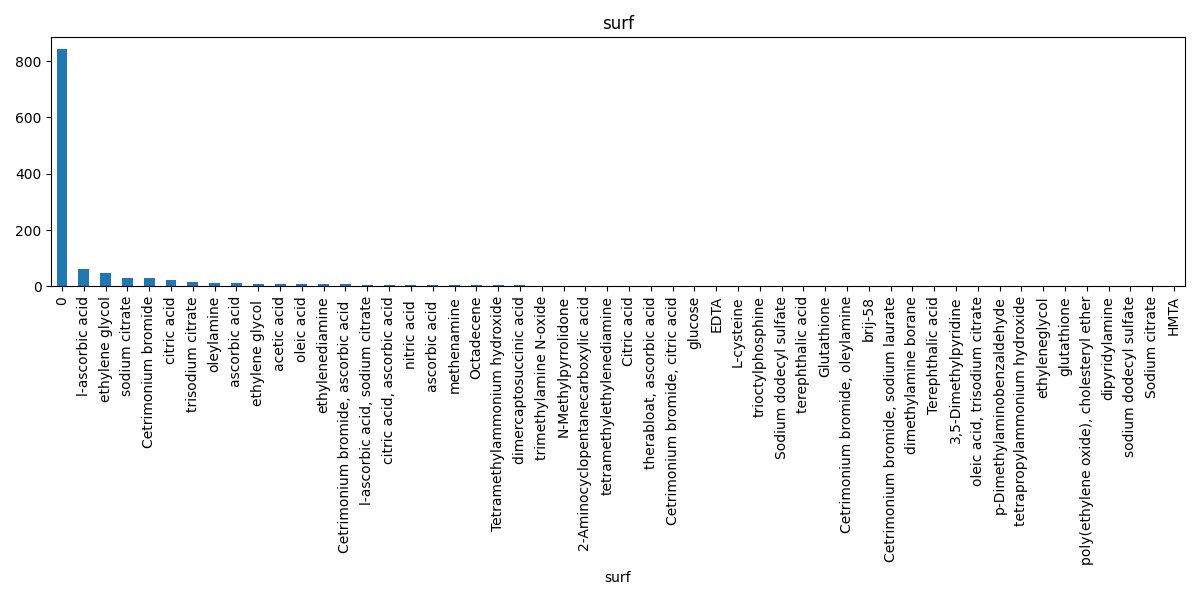 surf
800
600
400
200
0
0
l-ascorbic acid
ethylene glycol
sodium citrate
Cetrimonium bromide
citric acid
trisodium citrate
oleylamine
ascorbic acid
ethylene glycol
acetic acid
oleic acid
ethylenediamine
Cetrimonium bromide, ascorbic acid
l-ascorbic acid, sodium citrate
citric acid, ascorbic acid
nitric acid
ascorbic acid
methenamine
Octadecene
Tetramethylammonium hydroxide
dimercaptosuccinic acid
trimethylamine N-oxide
N-Methylpyrrolidone
2-Aminocyclopentanecarboxylic acid
tetramethylethylenediamine
Citric acid
therabloat, ascorbic acid
Cetrimonium bromide, citric acid
glucose
EDTA
L-cysteine
trioctylphosphine
Sodium dodecyl sulfate
terephthalic acid
Glutathione
Cetrimonium bromide, oleylamine
brij-58
Cetrimonium bromide, sodium laurate
dimethylamine borane
Terephthalic acid
3,5-Dimethylpyridine
oleic acid, trisodium citrate
p-Dimethylaminobenzaldehyde
tetrapropylammonium hydroxide
ethyleneglycol
glutathione
poly(ethylene oxide), cholesteryl ether
dipyridylamine
sodium dodecyl sulfate
Sodium citrate
HMTA
surf